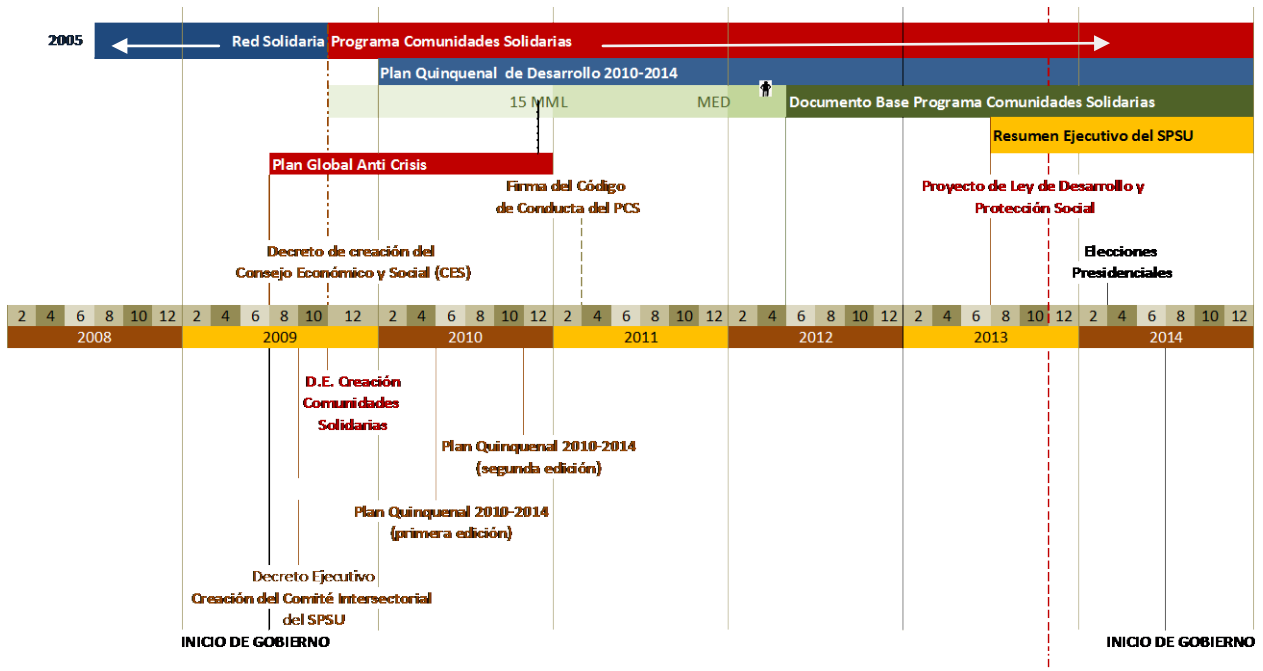 2005
Red Solidaria
Programa Comunidades Solidarias
Plan Quinquenal de Desarrollo 2010-2014
15 MML
MED
Documento Base Programa Comunidades Solidarias
Resumen Ejecutivo del SPSU
Plan Global Anti Crisis
Firma del Código
de Conducta del PCS
Proyecto de Ley de Desarrollo y
Protección Social
Decreto de creación del
Consejo Económico y Social (CES)
Elecciones
Presidenciales
2 4 6 8 10 12 2 4 6 8 10 12 2 4 6 8 10 12 2 4 6 8 10 12 2 4 6 8 10 12 2 4 6 8 10 12 2 4 6 8 10 12
2008 2009 2010 2011 2012 2013 2014
D.E. Creación
Comunidades
Solidarias
Plan Quinquenal 2010-2014
(segunda edición)
Plan Quinquenal 2010-2014
(primera edición)
Decreto Ejecutivo
Creación del Comité Intersectorial
del SPSU
INICIO DE GOBIERNO
INICIO DE GOBIERNO